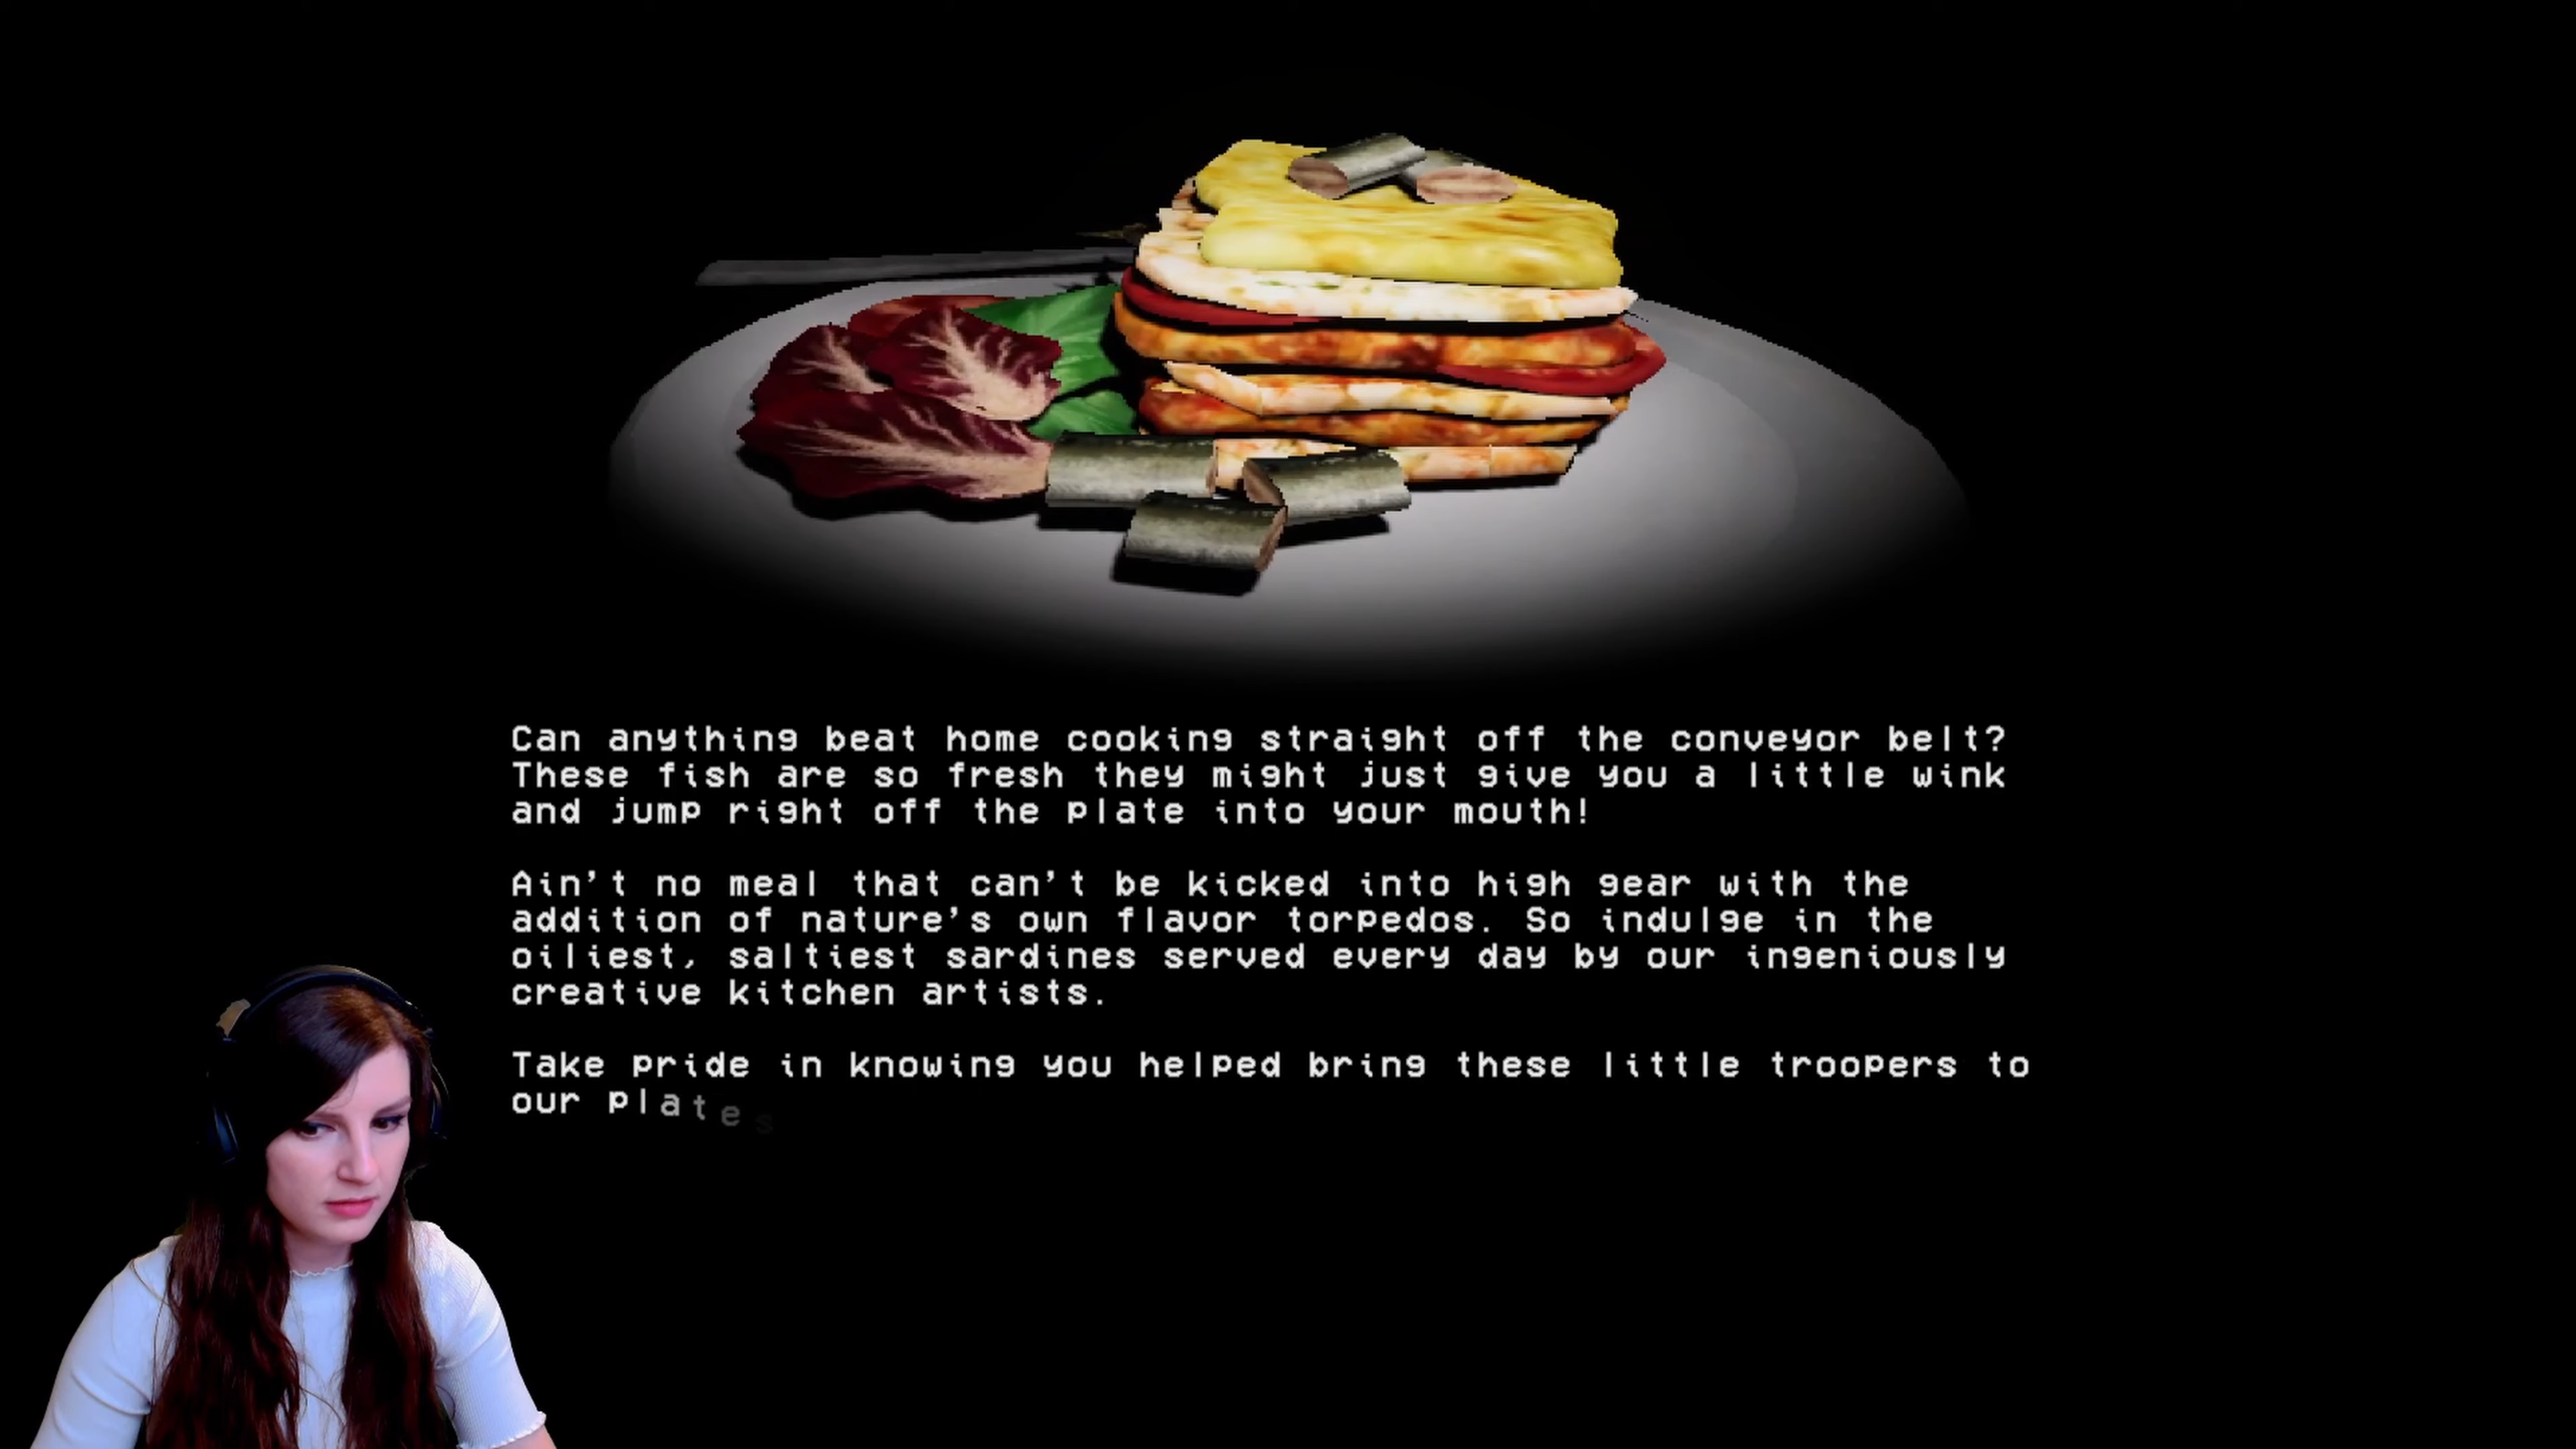 Can anything beat home cooking straight off the conveyor belt?
These fish are so fresh they might just give you a little wink
and jump right off the plate into your mouth!
Ain't no meal that can't be kicked into high gear with the
addition of nature's own flavor torpedos. So indulge in the
oiliest, saltiest sardines served every day by our ingeniously
creative kitchen artists.
Take pride in knowing you helped bring these little troopers to
our plates